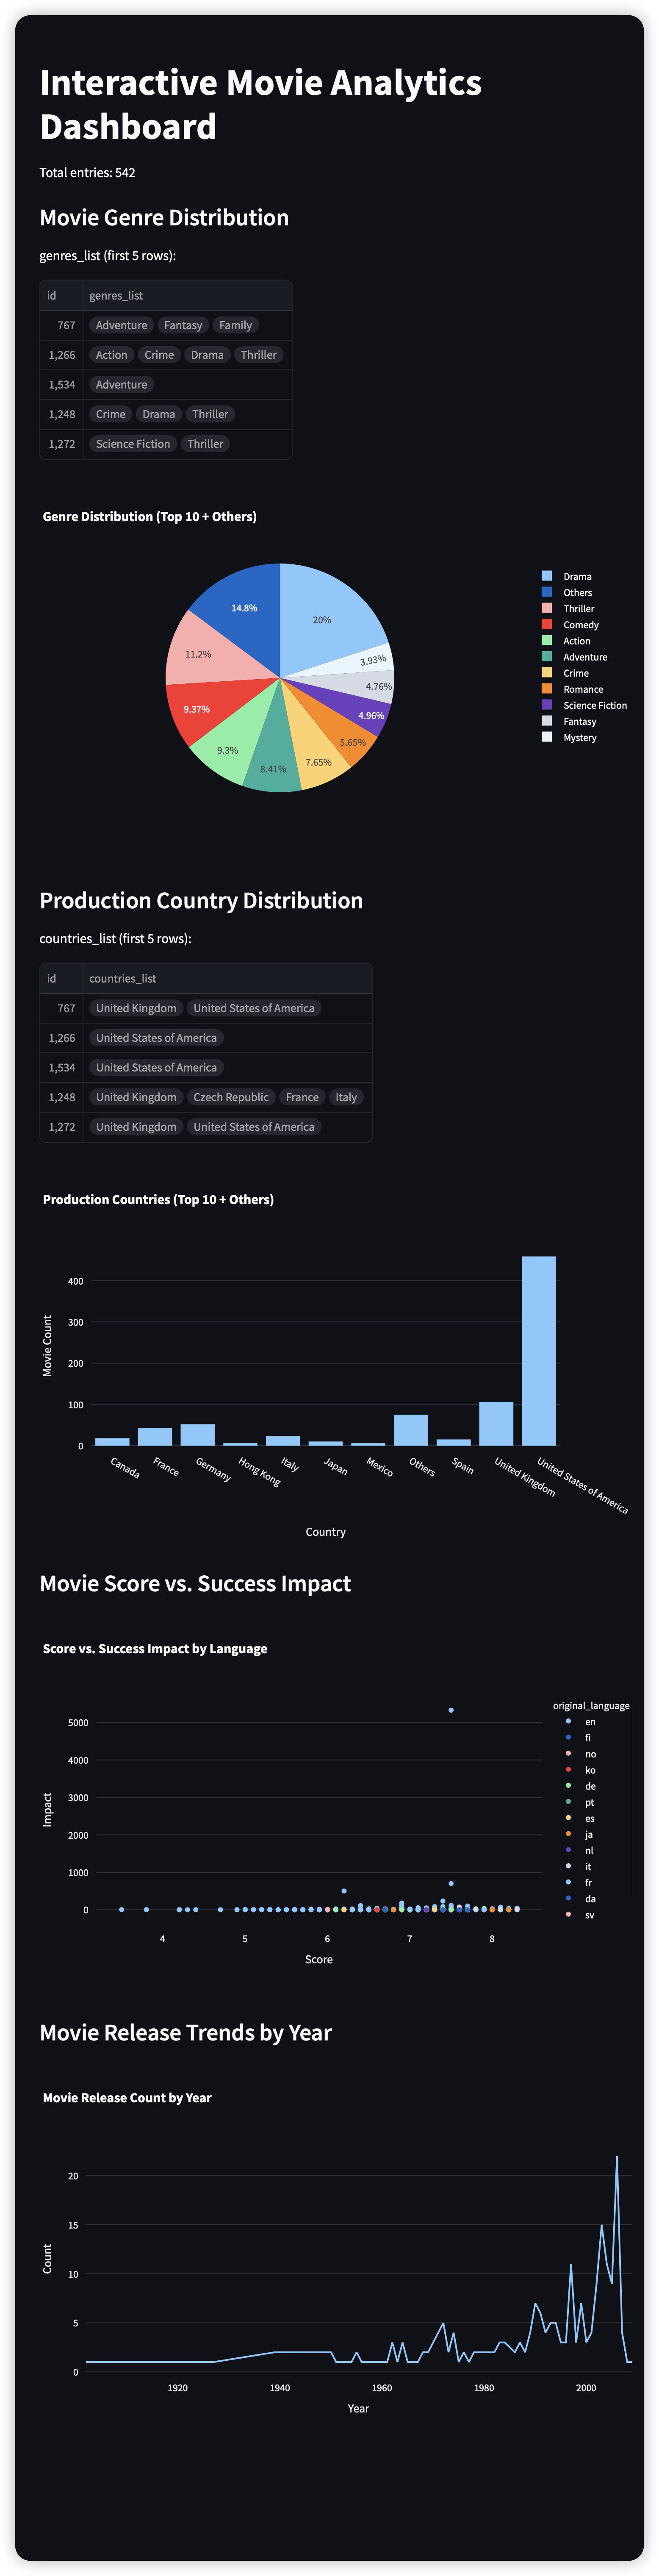 Interactive Movie Analytics
Dashboard
Total entries: 542
Movie Genre Distribution
genres_list (first 5 rows):
id genres_list
767 Adventure Fantasy Family
1,266 Action Crime Drama Thriller
1,534 Adventure
1,248 Crime Drama Thriller
1,272 Science Fiction Thriller
Genre Distribution (Top 10 + Others)
20%
3.93%
4.76%
4.96%
5.65%
7.65%
8.41%
9.3%
9.37%
11.2%
14.8%
Drama
Others
Thriller
Comedy
Action
Adventure
Crime
Romance
Science Fiction
Fantasy
Mystery
Production Country Distribution
countries_list (first 5 rows):
id countries_list
767 United Kingdom United States of America
1,266 United States of America
1,534 United States of America
1,248 United Kingdom Czech Republic France Italy
1,272 United Kingdom United States of America
Production Countries (Top 10 + Others)
Movie Count
400
300
200
100
0
Canada
France
Germany
Hong Kong
Italy
Japan
Mexico
Others
Spain
United Kingdom
United States of America
Country
Movie Score vs. Success Impact
Score vs. Success Impact by Language
Impact
5000
4000
3000
2000
1000
0
4
5
6
7
8
Score
original_language
en
fi
no
ko
de
pt
es
ja
nl
it
fr
da
sv
Movie Release Trends by Year
Movie Release Count by Year
Count
20
15
10
5
0
1920
1940
1960
1980
2000
Year